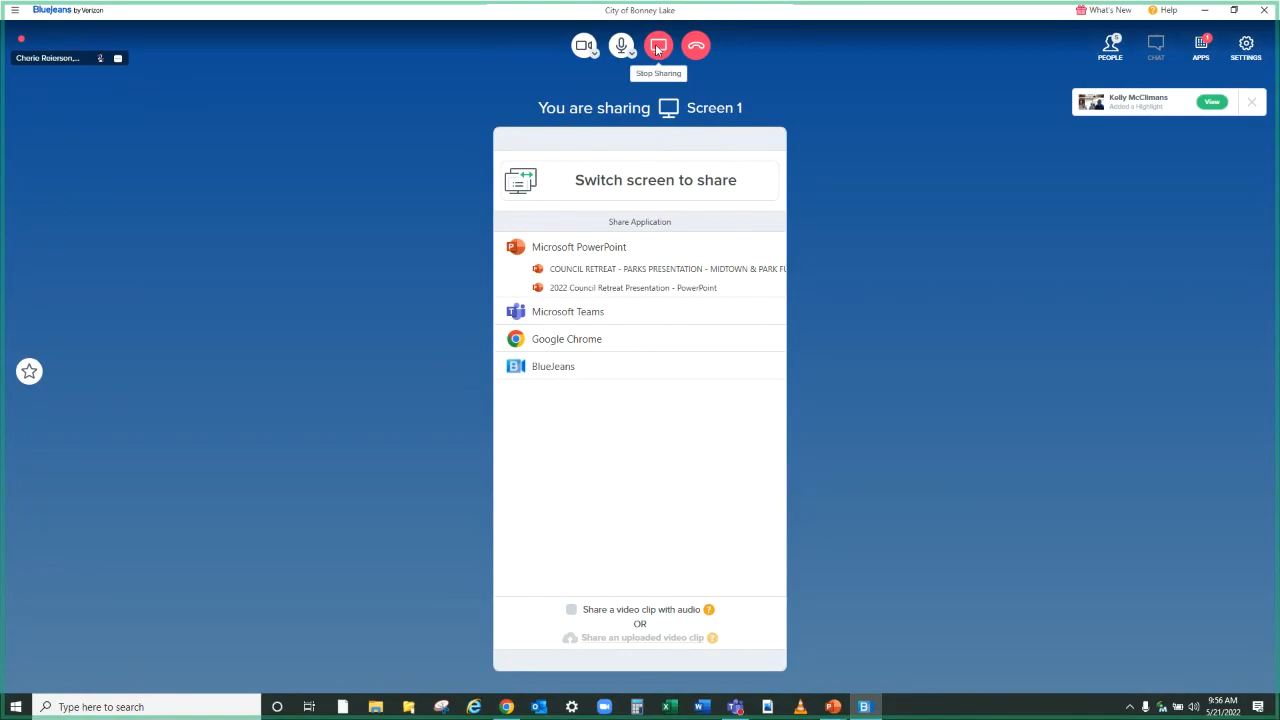 BlueJeans by Verizon
City of Bonney Lake
What's New
Help
Cherie Reierson,...
Stop Sharing
5
PEOPLE
CHAT
1
APPS
SETTINGS
You are sharing Screen 1
Kelly McClimans
Added a Highlight
View
Switch screen to share
Share Application
Microsoft PowerPoint
COUNCIL RETREAT - PARKS PRESENTATION - MIDTOWN & PARK FU
2022 Council Retreat Presentation - PowerPoint
Microsoft Teams
Google Chrome
BlueJeans
Share a video clip with audio ?
OR
Share an uploaded video clip ?
Type here to search
9:56 AM
5/21/2022